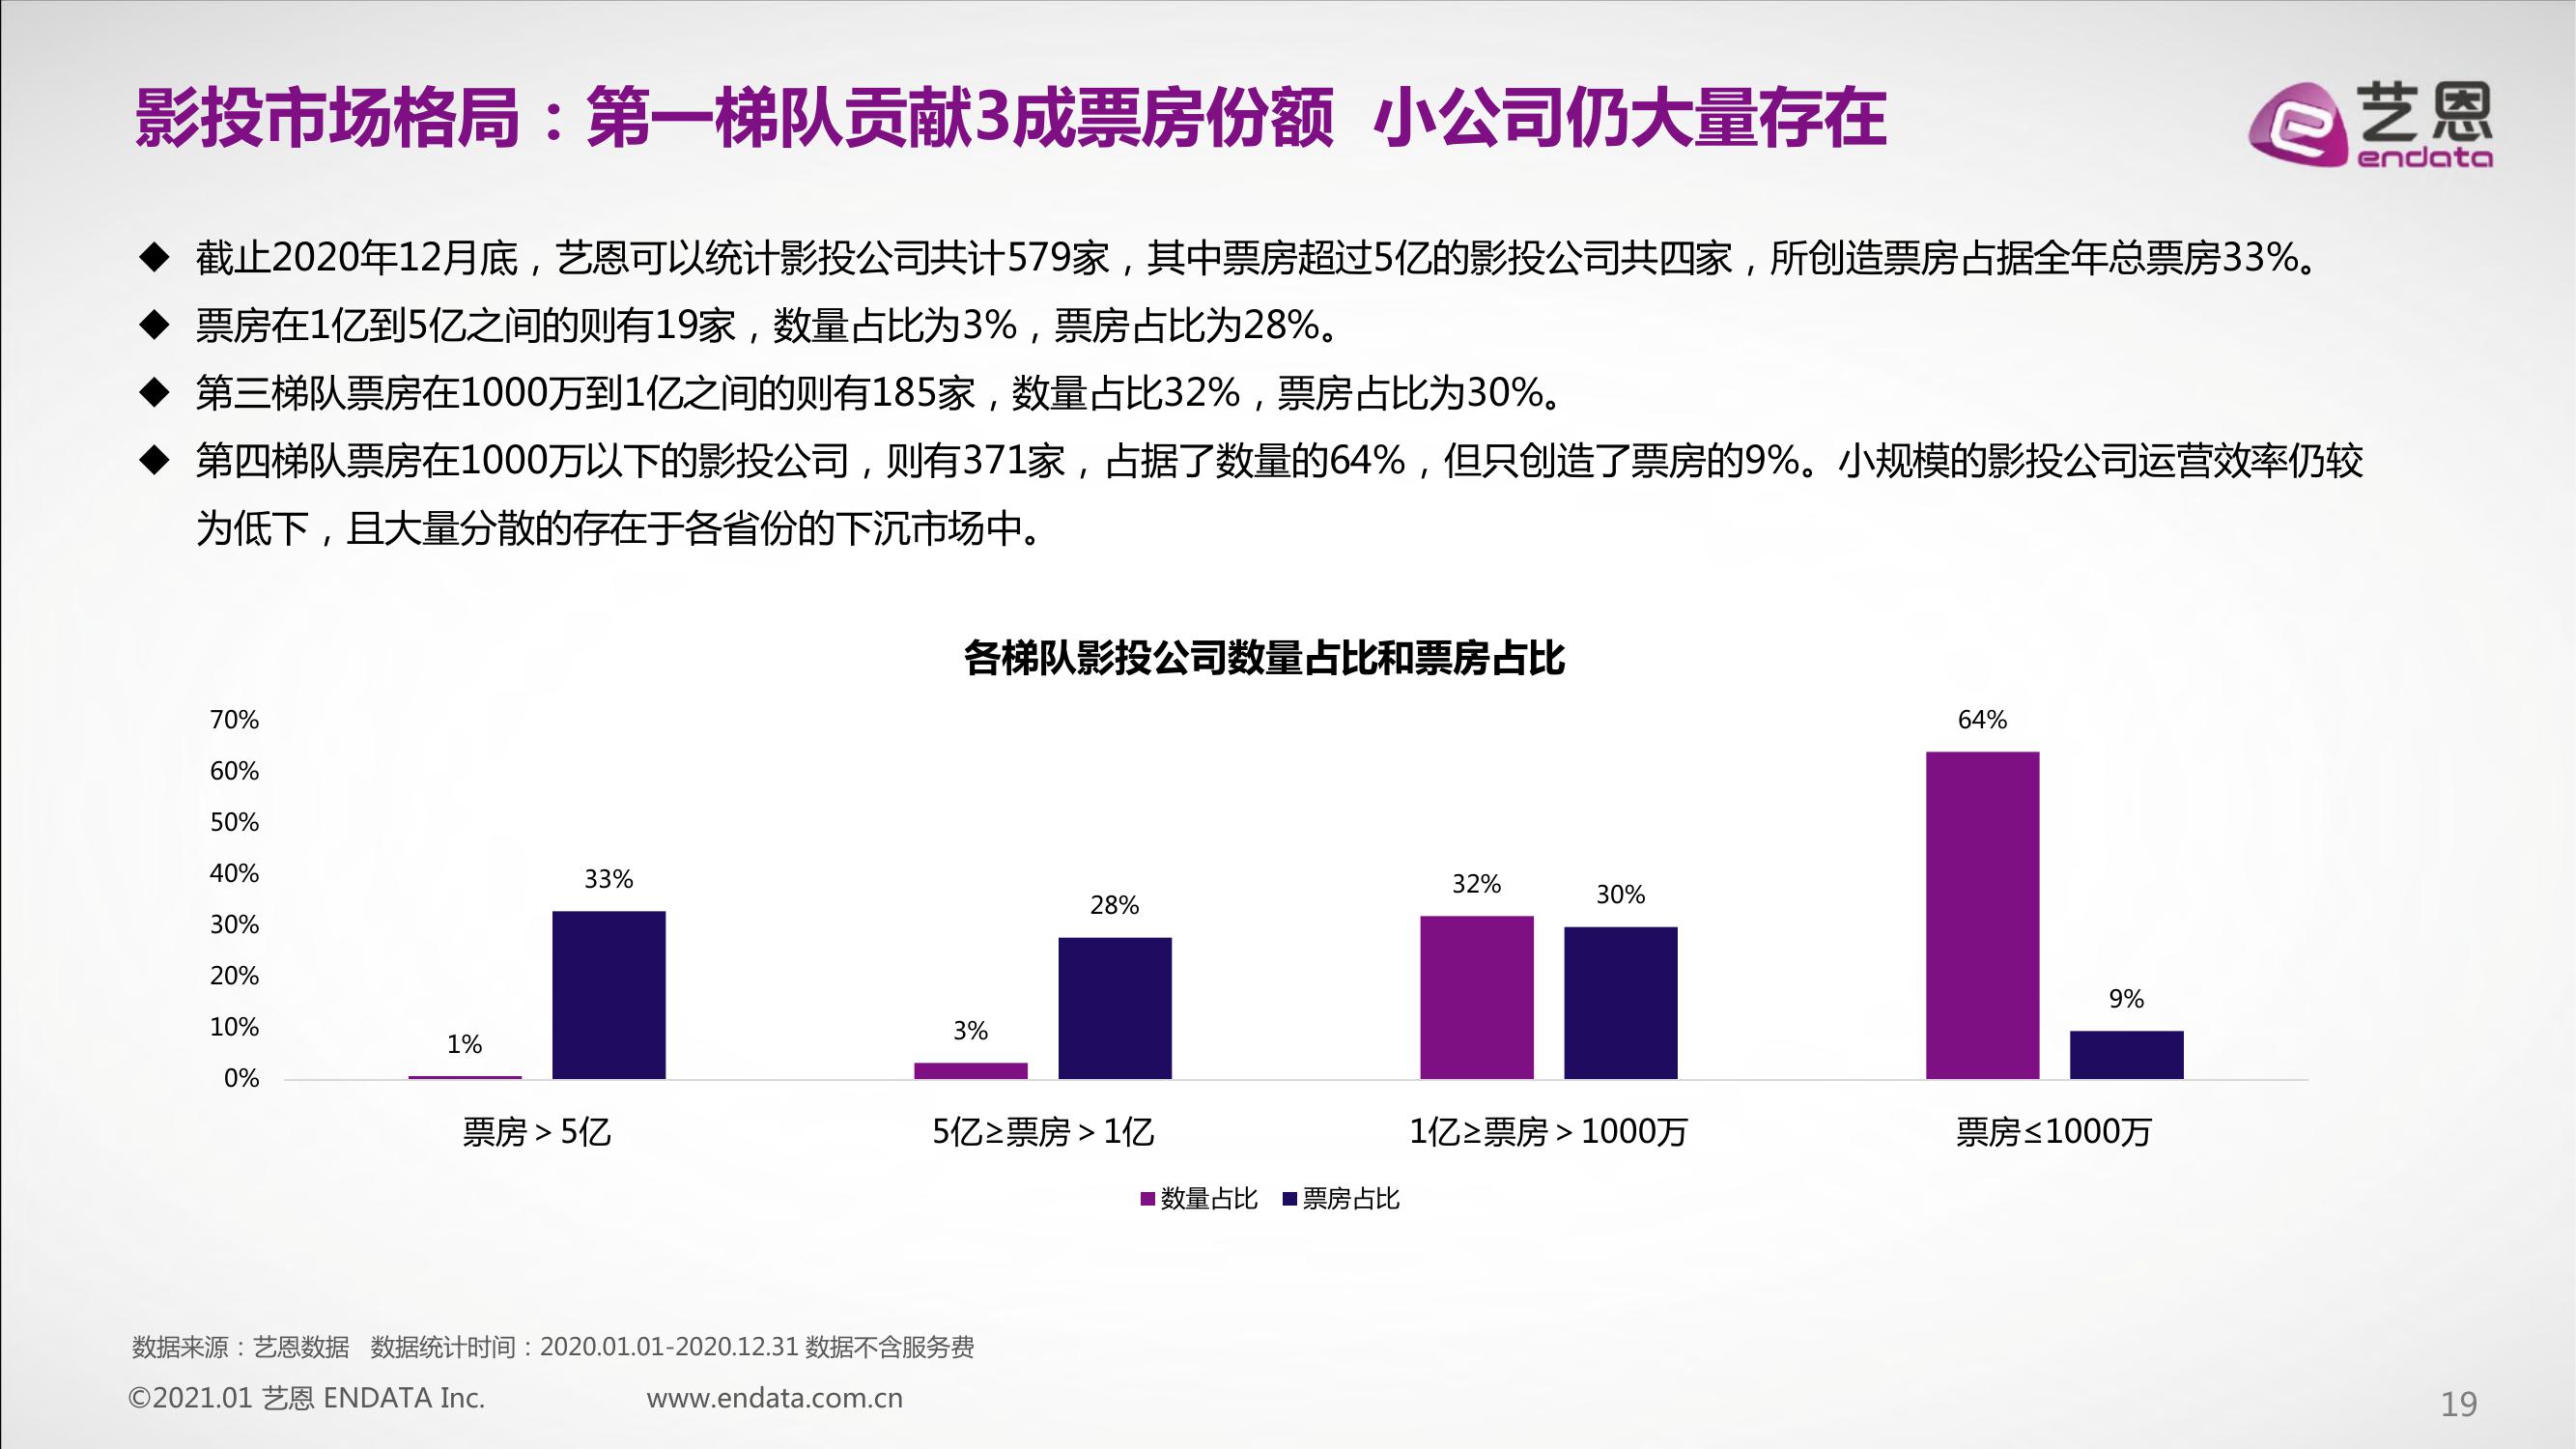 影投市场格局：第一梯队贡献3成票房份额 小公司仍大量存在
艺恩
endata
◆ 截止2020年12月底，艺恩可以统计影投公司共计579家，其中票房超过5亿的影投公司共四家，所创造票房占据全年总票房33%。
◆ 票房在1亿到5亿之间的则有19家，数量占比为3%，票房占比为28%。
◆ 第三梯队票房在1000万到1亿之间的则有185家，数量占比32%，票房占比为30%。
◆ 第四梯队票房在1000万以下的影投公司，则有371家，占据了数量的64%，但只创造了票房的9%。小规模的影投公司运营效率仍较
为低下，且大量分散的存在于各省份的下沉市场中。
各梯队影投公司数量占比和票房占比
70%
60%
50%
40%
30%
20%
10%
0%
1%
33%
3%
28%
32%
30%
64%
9%
票房＞5亿
5亿≥票房＞1亿
1亿≥票房＞1000万
票房≤1000万
数量占比 票房占比
数据来源：艺恩数据 数据统计时间：2020.01.01-2020.12.31 数据不含服务费
©2021.01 艺恩 ENDATA Inc. www.endata.com.cn
19